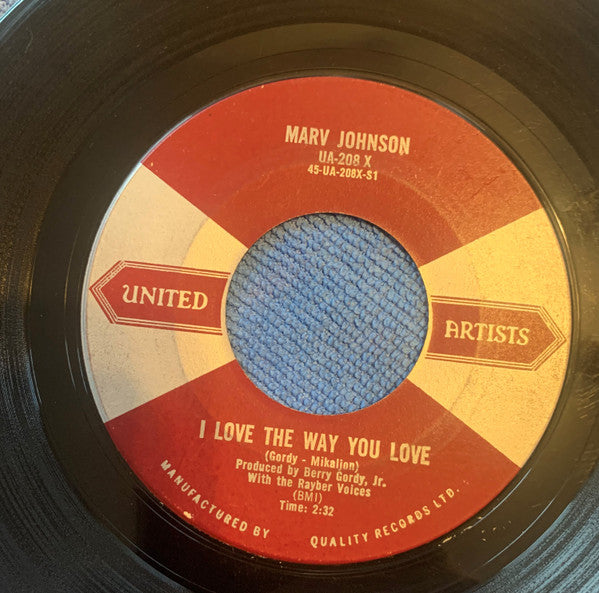 MARV JOHNSON
UA-208 X
45-UA-208X-S1
UNITED
ARTISTS
I LOVE THE WAY YOU LOVE
(Gordy - Mikaljon)
Produced by Berry Gordy, Jr.
With the Rayber Voices
(BMI)
Time: 2:32
MANUFACTURED BY QUALITY RECORDS LTD.